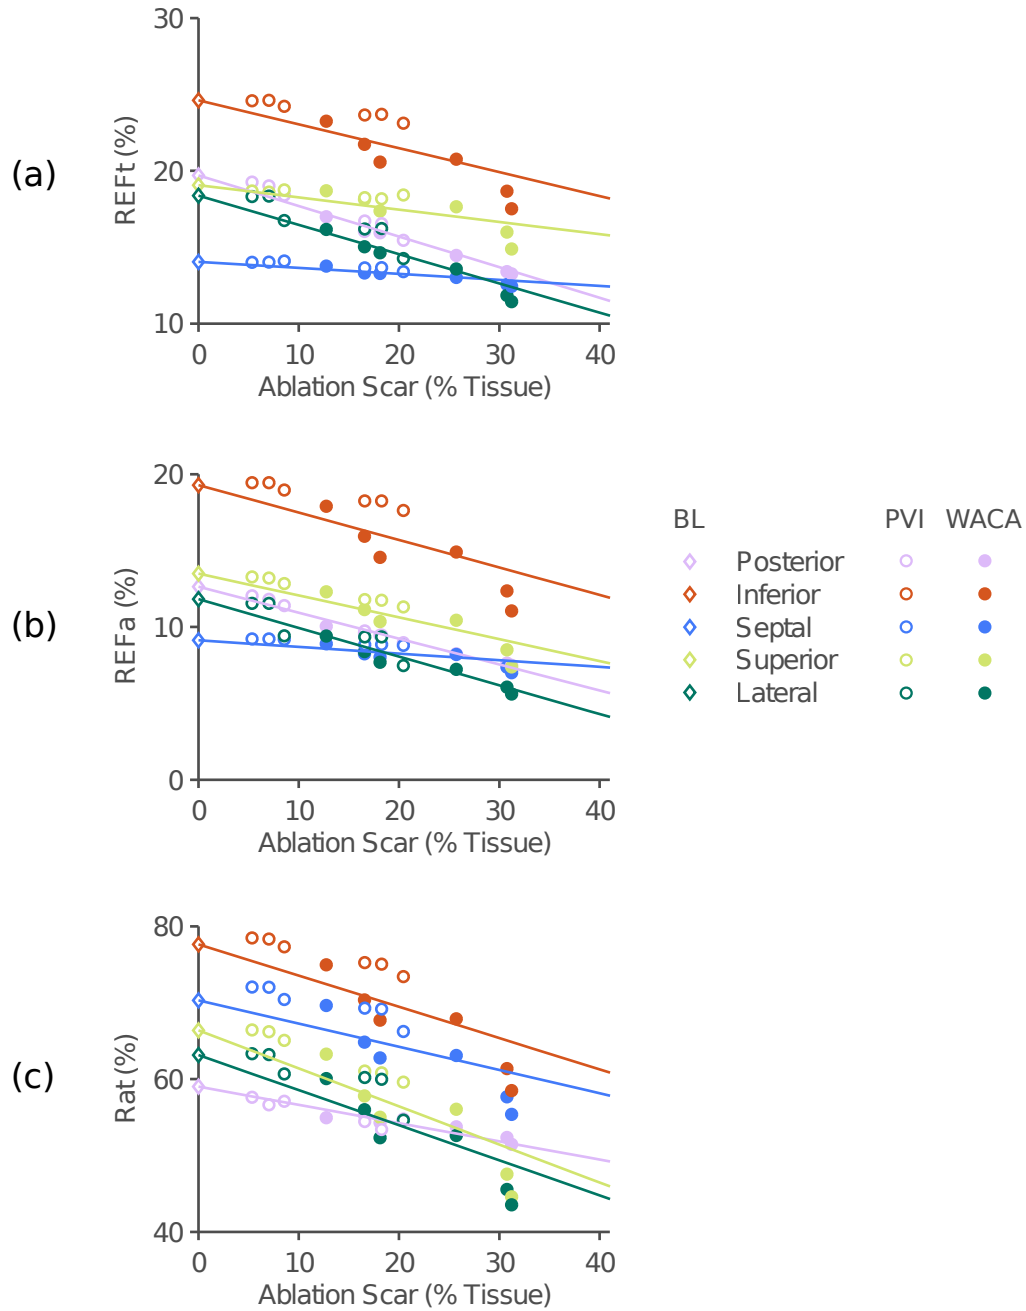 (a)
REFt (%)
30
20
10
0 10 20 30 40
Ablation Scar (% Tissue)
(b)
REFa (%)
20
10
0
0 10 20 30 40
Ablation Scar (% Tissue)
BL PVI WACA
Posterior
Inferior
Septal
Superior
Lateral
(c)
Rat (%)
80
60
40
0 10 20 30 40
Ablation Scar (% Tissue)